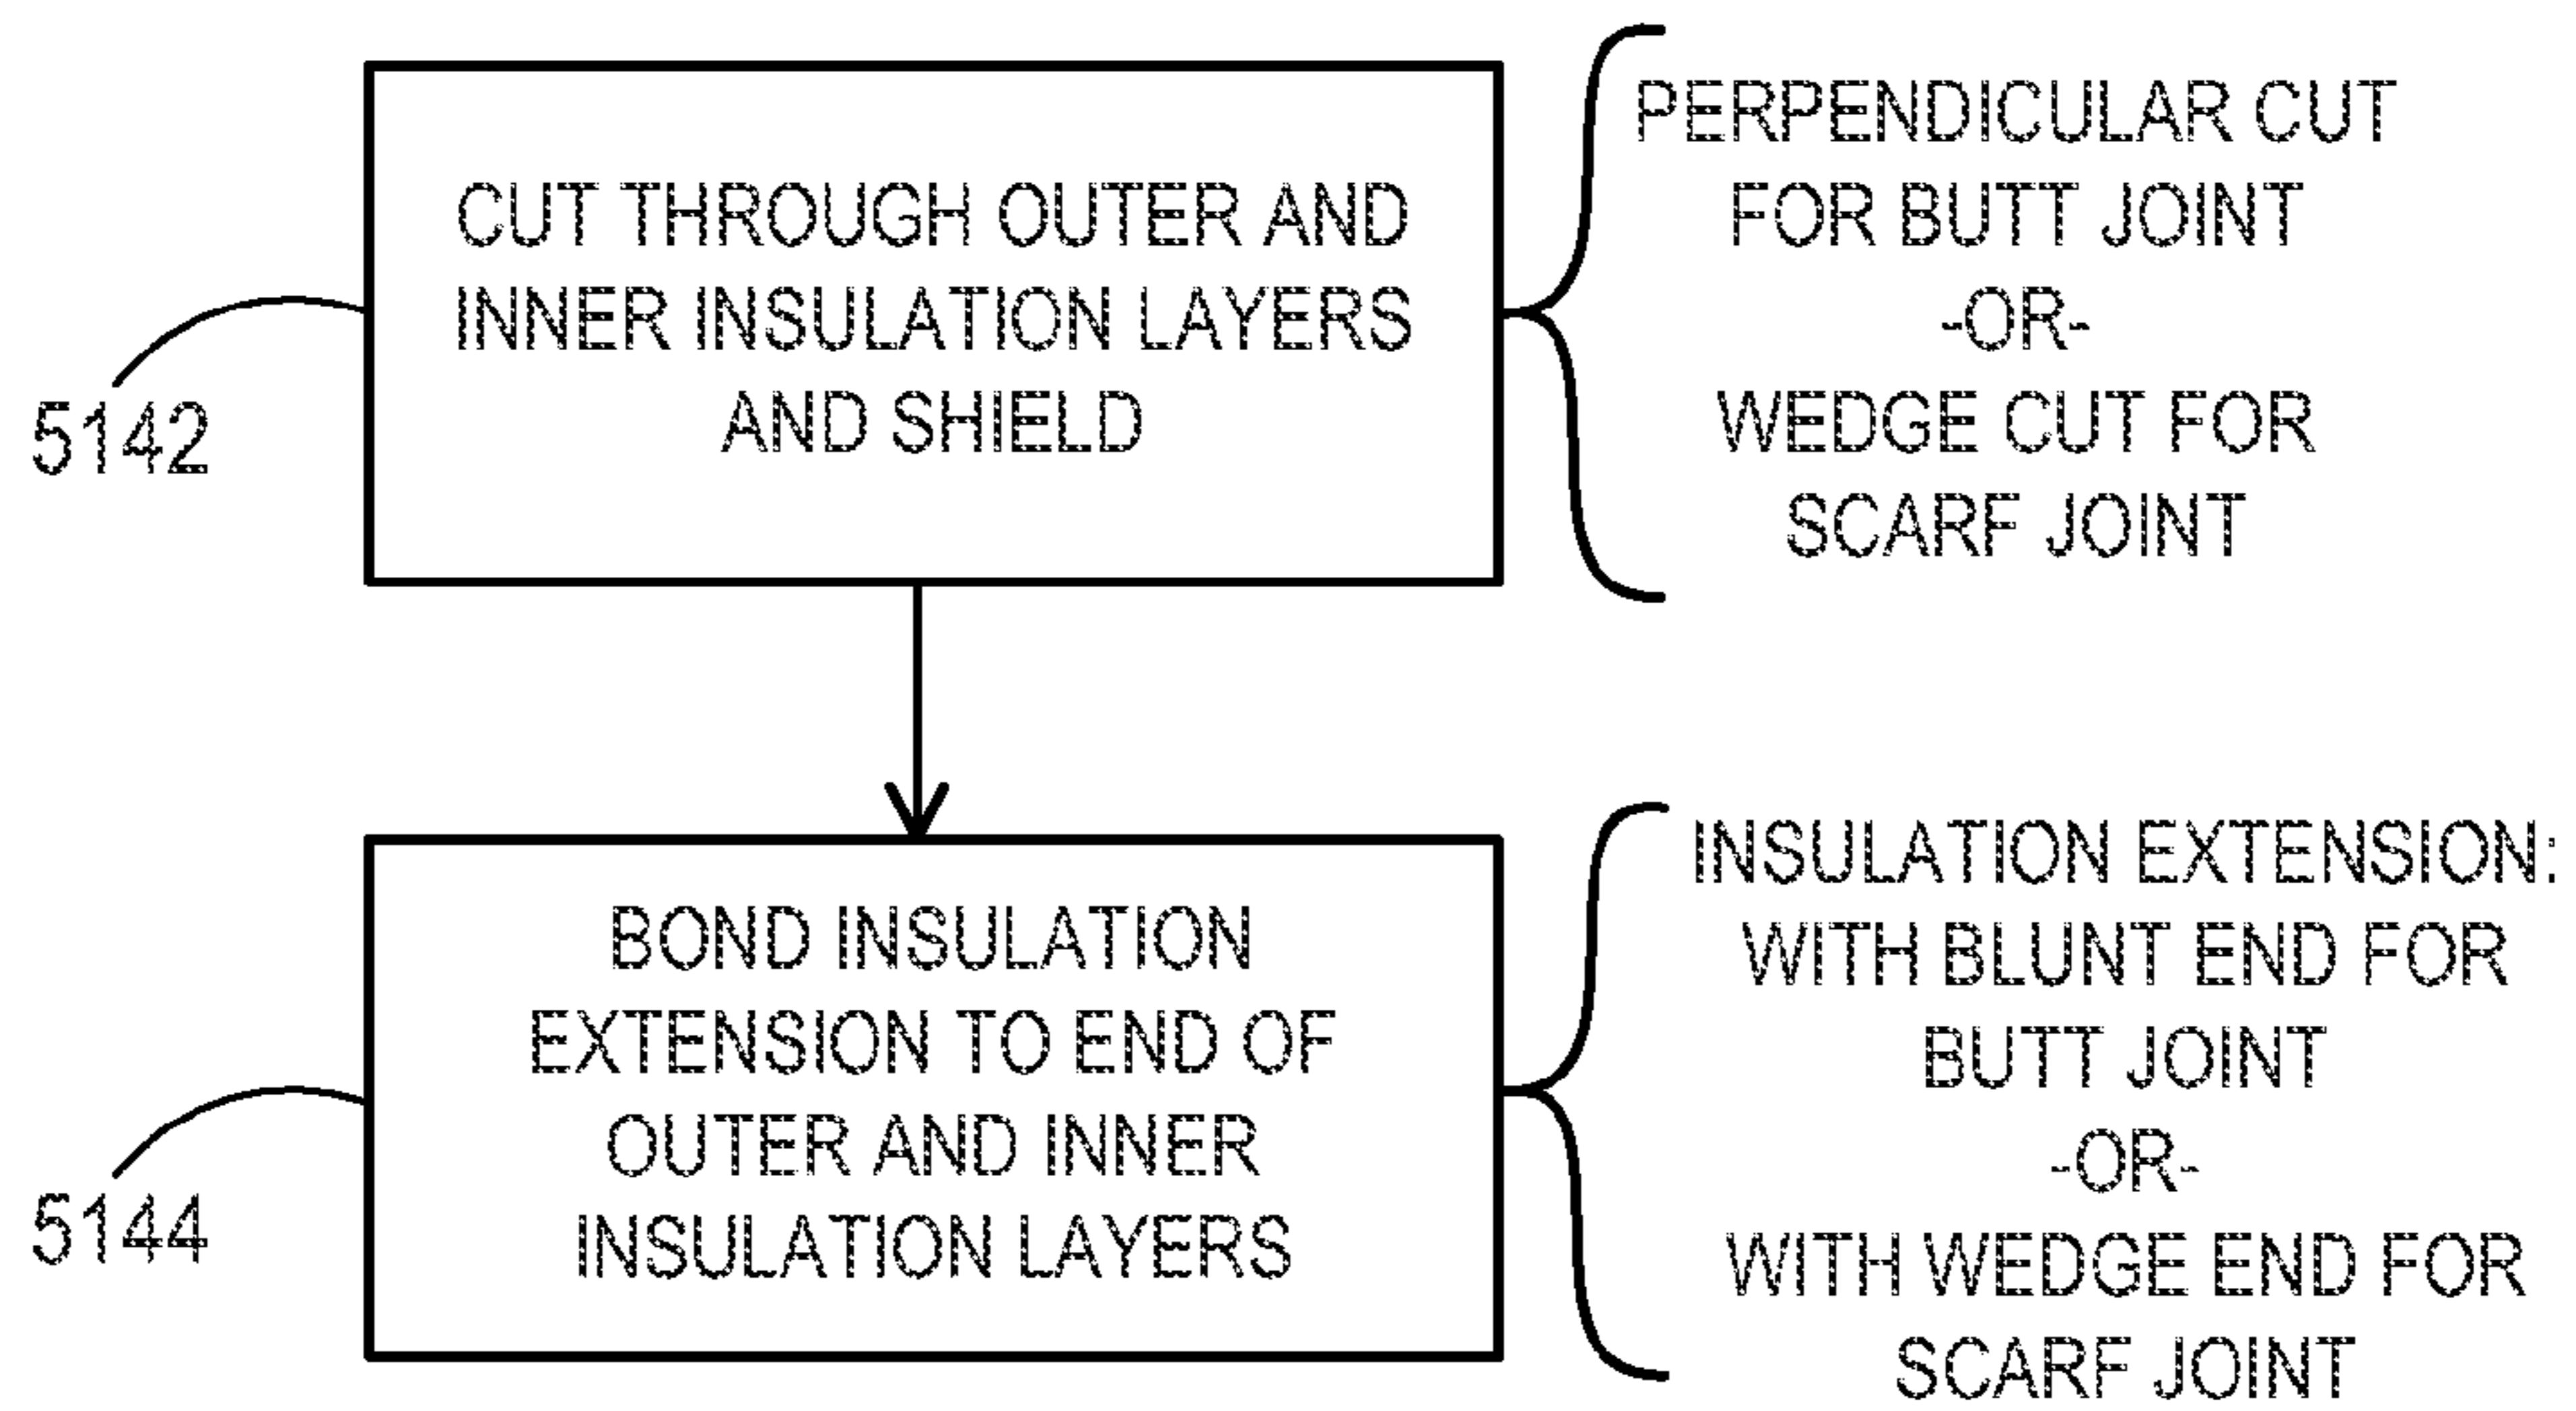 CUT THROUGH OUTER AND
INNER INSULATION LAYERS
AND SHIELD
5142
PERPENDICULAR CUT
FOR BUTT JOINT
-OR-
WEDGE CUT FOR
SCARF JOINT
BOND INSULATION
EXTENSION TO END OF
OUTER AND INNER
INSULATION LAYERS
5144
INSULATION EXTENSION:
WITH BLUNT END FOR
BUTT JOINT
-OR-
WITH WEDGE END FOR
SCARF JOINT